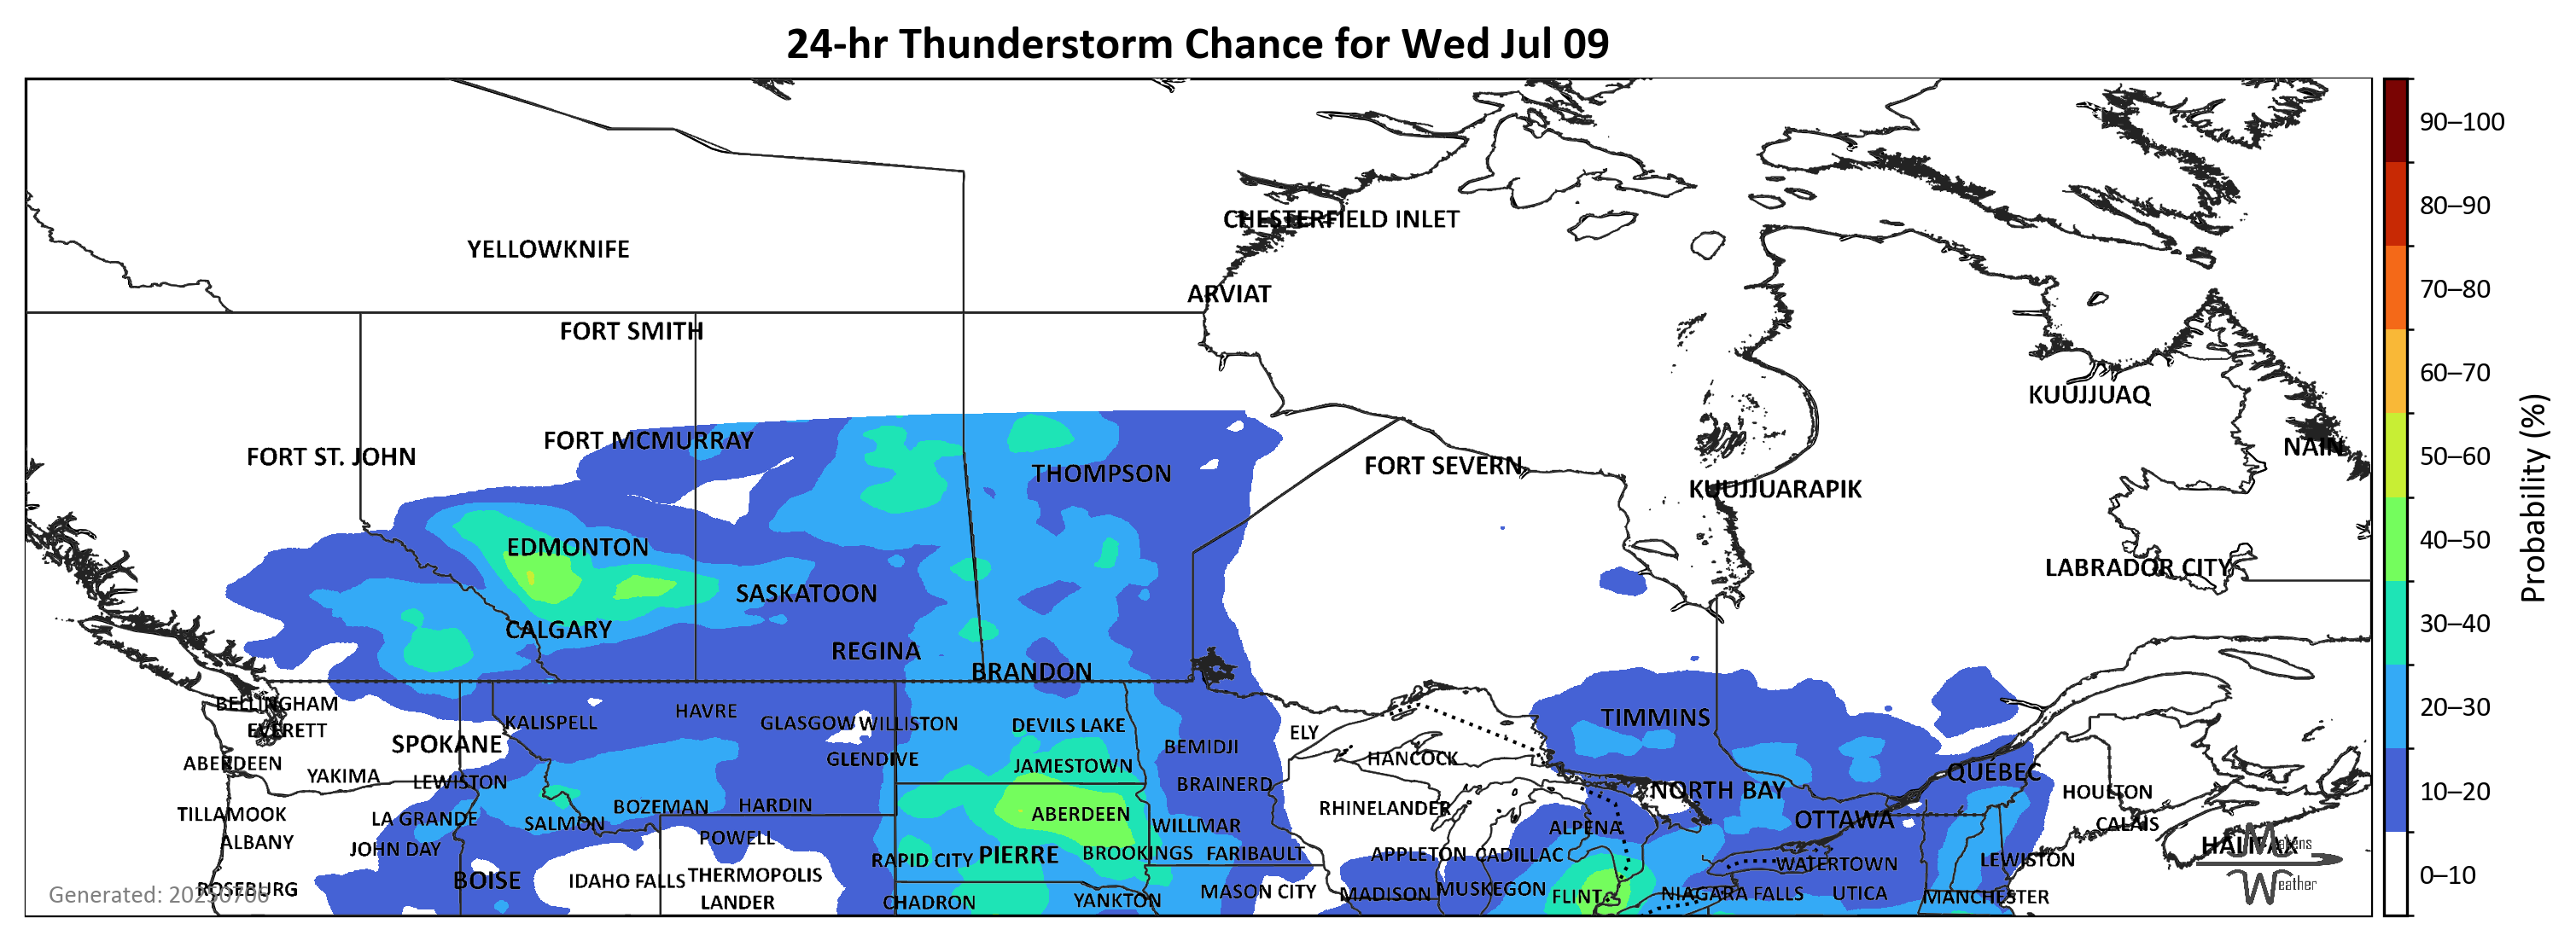 24-hr Thunderstorm Chance for Wed Jul 09
90–100
80–90
CHESTERFIELD INLET
YELLOWKNIFE
70–80
ARVIAT
FORT SMITH
60–70
KUUJJUAQ
FORT MCMURRAY
NAIN
FORT ST. JOHN
50–60
FORT SEVERN
THOMPSON
KUUJJUARAPIK
Probability (%)
40–50
EDMONTON
LABRADOR CITY
SASKATOON
30–40
CALGARY
REGINA
BRANDON
BELLINGHAM
20–30
HAVRE
TIMMINS
KALISPELL
GLASGOW
WILLISTON
DEVILS LAKE
EVERETT
ELY
SPOKANE
BEMIDJI
HANCOCK
GLENDIVE
ABERDEEN
JAMESTOWN
QUÉBEC
YAKIMA
LEWISTON
BRAINERD
NORTH BAY
HOULTON
10–20
BOZEMAN
HARDIN
RHINELANDER
TILLAMOOK
ABERDEEN
LA GRANDE
SALMON
WILLMAR
OTTAWA
CALAIS
ALPENA
POWELL
ALBANY
HALIFAX
Makens
JOHN DAY
PIERRE
BROOKINGS
FARIBAULT
APPLETON
CADILLAC
RAPID CITY
LEWISTON
WATERTOWN
THERMOPOLIS
0–10
BOISE
IDAHO FALLS
Weather
ROSEBURG
MUSKEGON
MASON CITY
MADISON
NIAGARA FALLS
UTICA
Generated: 20250706
FLINT
MANCHESTER
LANDER
CHADRON
YANKTON